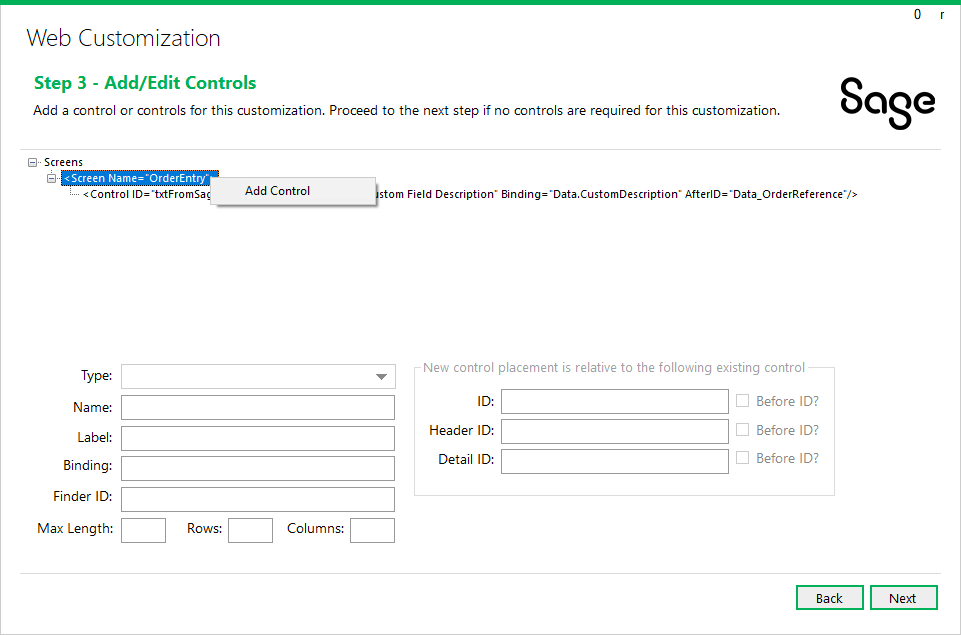 0 r
Web Customization
Step 3 - Add/Edit Controls
Add a control or controls for this customization. Proceed to the next step if no controls are required for this customization.
Sage
Screens
<Screen Name="OrderEntry">
Add Control
<Control ID="txtFromSag stom Field Description" Binding="Data.CustomDescription" AfterID="Data_OrderReference"/>
New control placement is relative to the following existing control
Type:
Name:
Label:
Binding:
Finder ID:
Max Length: Rows: Columns:
ID: Before ID?
Header ID: Before ID?
Detail ID: Before ID?
Back Next